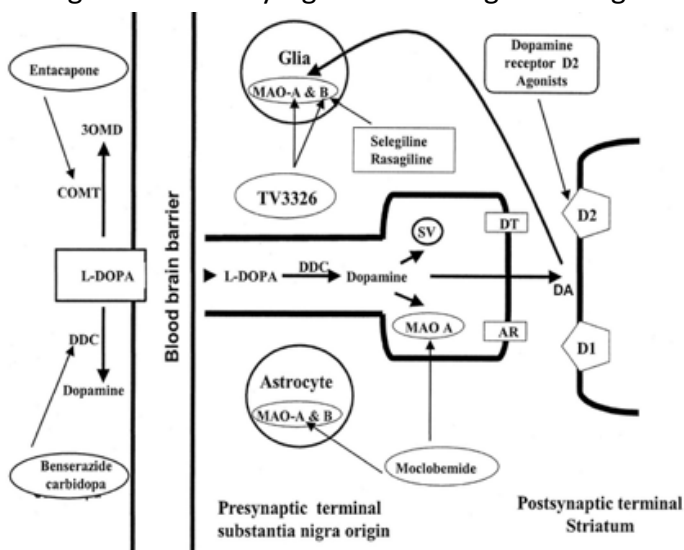 Entacapone
3OMD
COMT
L-DOPA
DDC
Dopamine
Benserazide
carbidopa
Blood brain barrier
Glia
MAO-A & B
Selegiline
Rasagiline
TV3326
Dopamine
receptor D2
Agonists
L-DOPA
DDC
Dopamine
SV
MAO A
DT
AR
DA
D2
D1
Astrocyte
MAO-A & B
Moclobemide
Presynaptic terminal
substantia nigra origin
Postsynaptic terminal
Striatum